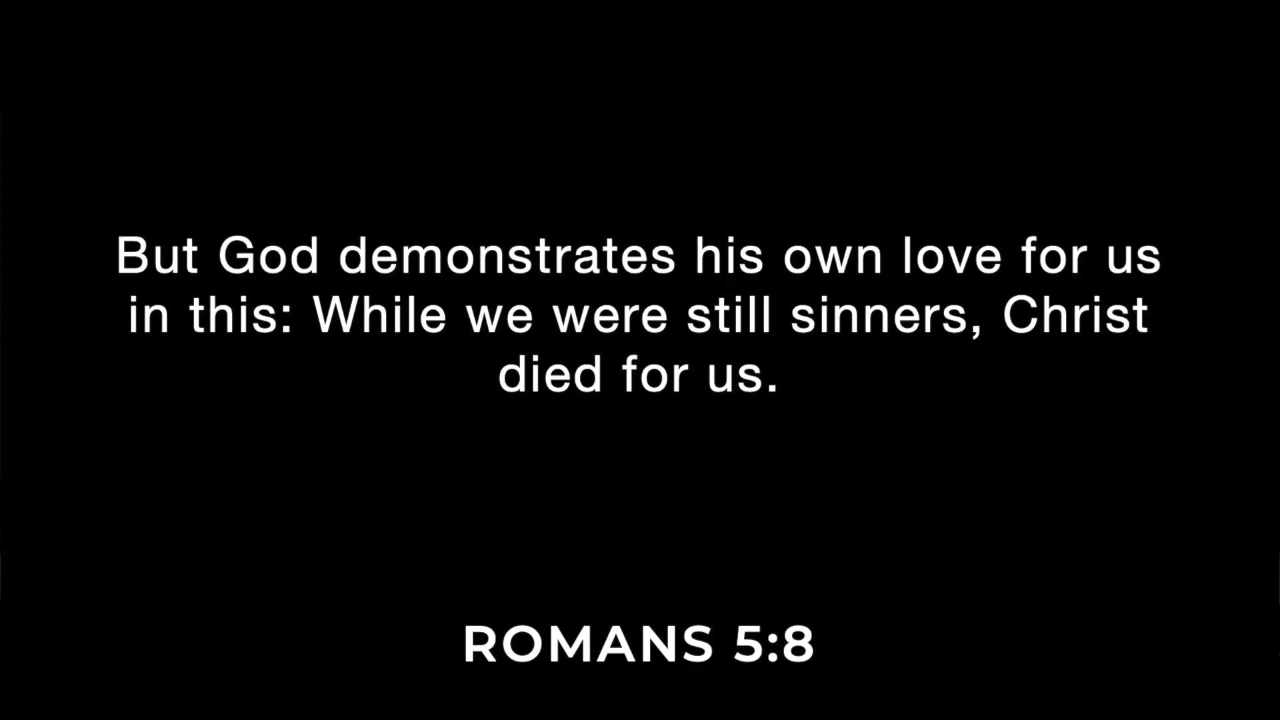 But God demonstrates his own love for us
in this: While we were still sinners, Christ
died for us.
ROMANS 5:8